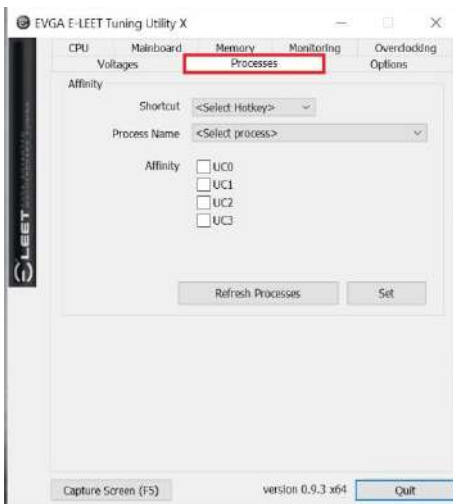 EVGA E-LEET Tuning Utility X
CPU Mainboard Memory Monitoring Overclocking
Voltages Processes Options
Affinity
Shortcut <Select Hotkey>
Process Name <Select process>
Affinity UC0
UC1
UC2
UC3
Refresh Processes Set
Capture Screen (F5) version 0.9.3 x64 Quit
E-LEET